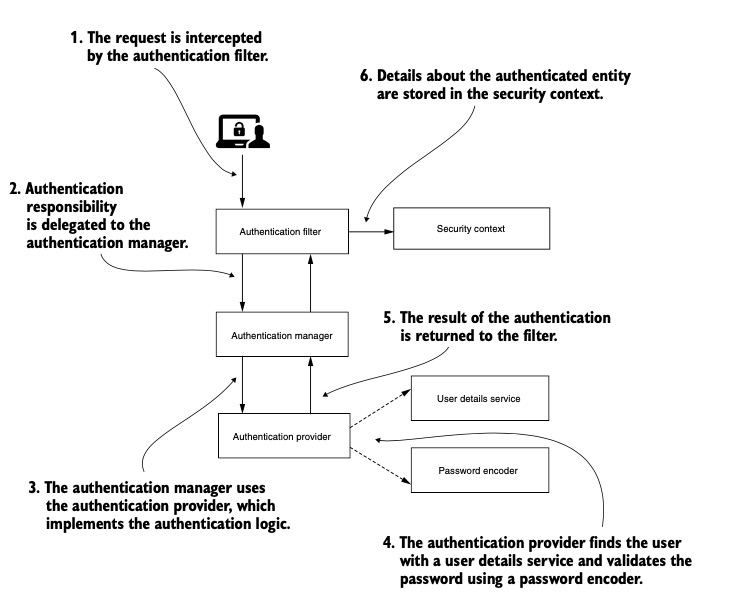 1. The request is intercepted
by the authentication filter.
6. Details about the authenticated entity
are stored in the security context.
2. Authentication
responsibility
is delegated to the
authentication manager.
Authentication filter
Security context
Authentication manager
5. The result of the authentication
is returned to the filter.
User details service
Authentication provider
Password encoder
3. The authentication manager uses
the authentication provider, which
implements the authentication logic.
4. The authentication provider finds the user
with a user details service and validates the
password using a password encoder.